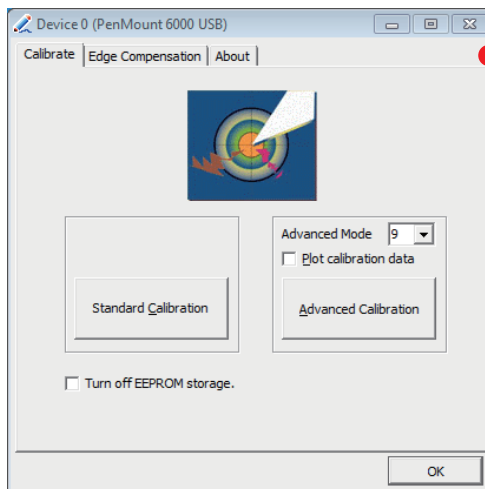 Device 0 (PenMount 6000 USB)
Calibrate Edge Compensation About
Advanced Mode 9
Plot calibration data
Standard Calibration
Advanced Calibration
Turn off EEPROM storage.
OK